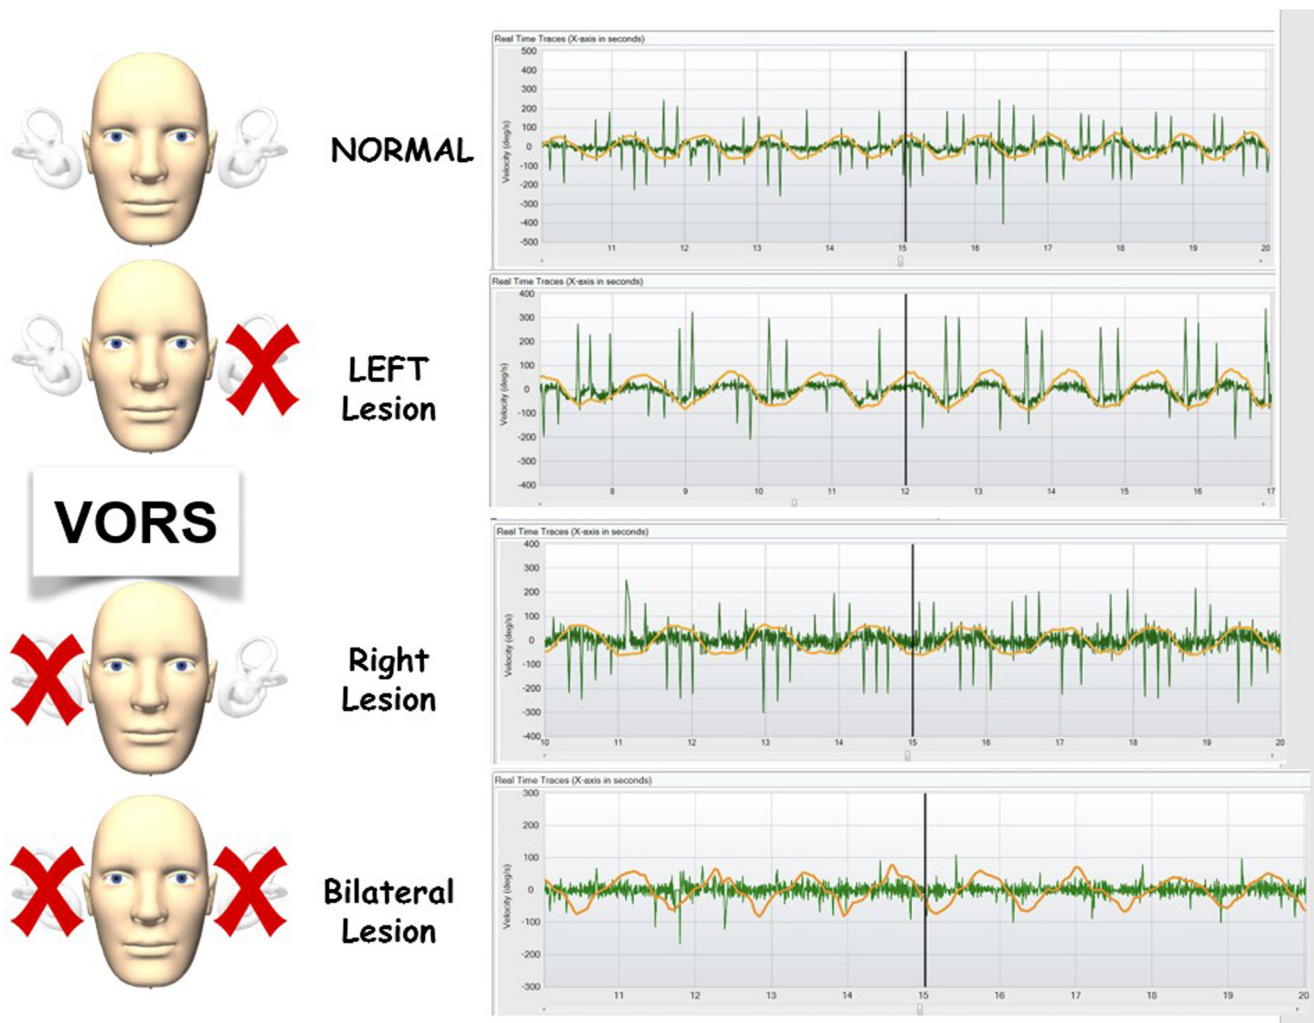 Real Time Traces (X-axis in seconds)
NORMAL
Velocity (deg/s)
500
400
300
200
100
0
-100
-200
-300
-400
-500
11 12 13 14 15 16 17 18 19 20
Real Time Traces (X-axis in seconds)
LEFT
Lesion
Velocity (deg/s)
400
300
200
100
0
-100
-200
-300
-400
8 9 10 11 12 13 14 15 16 17
VORS
Real Time Traces (X-axis in seconds)
Right
Lesion
Velocity (deg/s)
400
300
200
100
0
-100
-200
-300
-400
10 11 12 13 14 15 16 17 18 19 20
Real Time Traces (X-axis in seconds)
Bilateral
Lesion
Velocity (deg/s)
300
200
100
0
-100
-200
-300
11 12 13 14 15 16 17 18 19 20